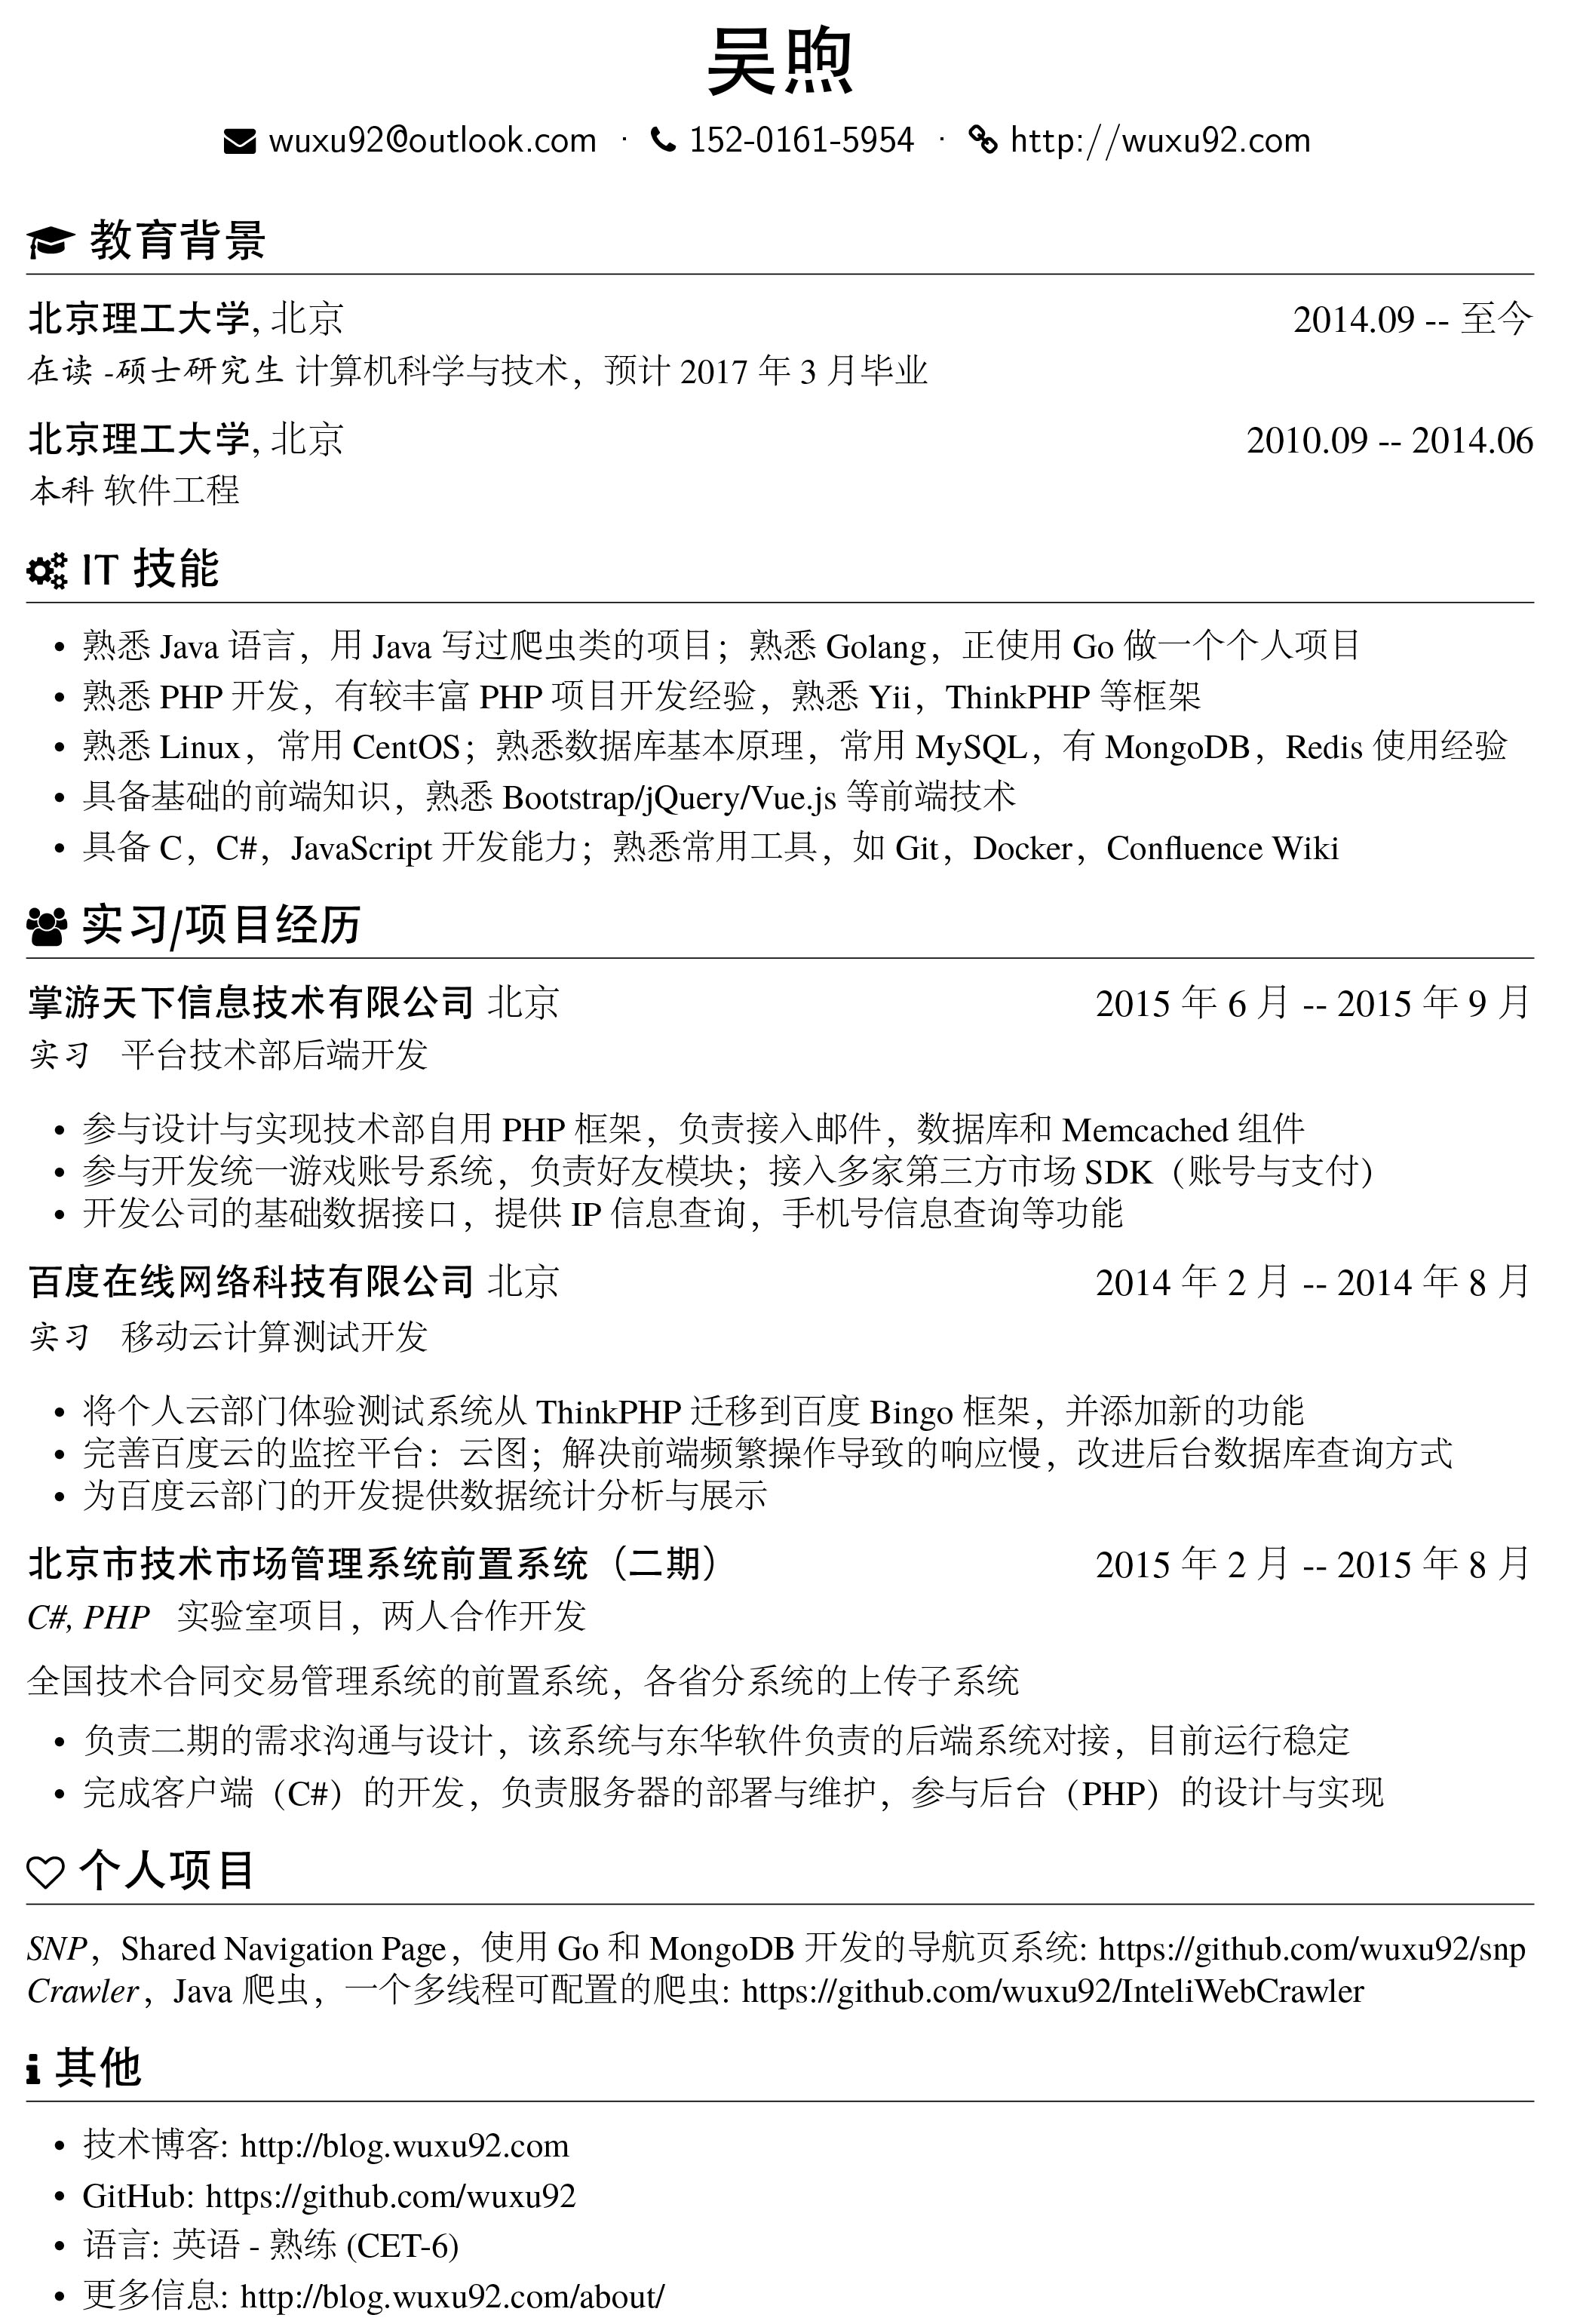 吴煦
wuxu92@outlook.com · 152-0161-5954 · http://wuxu92.com
教育背景
北京理工大学, 北京 2014.09 -- 至今
在读 -硕士研究生 计算机科学与技术，预计 2017 年 3 月毕业
北京理工大学, 北京 2010.09 -- 2014.06
本科 软件工程
IT 技能
• 熟悉 Java 语言，用 Java 写过爬虫类的项目；熟悉 Golang，正使用 Go 做一个个人项目
• 熟悉 PHP 开发，有较丰富 PHP 项目开发经验，熟悉 Yii，ThinkPHP 等框架
• 熟悉 Linux，常用 CentOS；熟悉数据库基本原理，常用 MySQL，有 MongoDB，Redis 使用经验
• 具备基础的前端知识，熟悉 Bootstrap/jQuery/Vue.js 等前端技术
• 具备 C，C#，JavaScript 开发能力；熟悉常用工具，如 Git，Docker，Confluence Wiki
实习/项目经历
掌游天下信息技术有限公司 北京 2015 年 6 月 -- 2015 年 9 月
实习 平台技术部后端开发
• 参与设计与实现技术部自用 PHP 框架，负责接入邮件，数据库和 Memcached 组件
• 参与开发统一游戏账号系统，负责好友模块；接入多家第三方市场 SDK（账号与支付）
• 开发公司的基础数据接口，提供 IP 信息查询，手机号信息查询等功能
百度在线网络科技有限公司 北京 2014 年 2 月 -- 2014 年 8 月
实习 移动云计算测试开发
• 将个人云部门体验测试系统从 ThinkPHP 迁移到百度 Bingo 框架，并添加新的功能
• 完善百度云的监控平台：云图；解决前端频繁操作导致的响应慢，改进后台数据库查询方式
• 为百度云部门的开发提供数据统计分析与展示
北京市技术市场管理系统前置系统（二期） 2015 年 2 月 -- 2015 年 8 月
C#, PHP 实验室项目，两人合作开发
全国技术合同交易管理系统的前置系统，各省分系统的上传子系统
• 负责二期的需求沟通与设计，该系统与东华软件负责的后端系统对接，目前运行稳定
• 完成客户端（C#）的开发，负责服务器的部署与维护，参与后台（PHP）的设计与实现
个人项目
SNP，Shared Navigation Page，使用 Go 和 MongoDB 开发的导航页系统: https://github.com/wuxu92/snp
Crawler，Java 爬虫，一个多线程可配置的爬虫: https://github.com/wuxu92/InteliWebCrawler
其他
• 技术博客: http://blog.wuxu92.com
• GitHub: https://github.com/wuxu92
• 语言: 英语 - 熟练 (CET-6)
• 更多信息: http://blog.wuxu92.com/about/